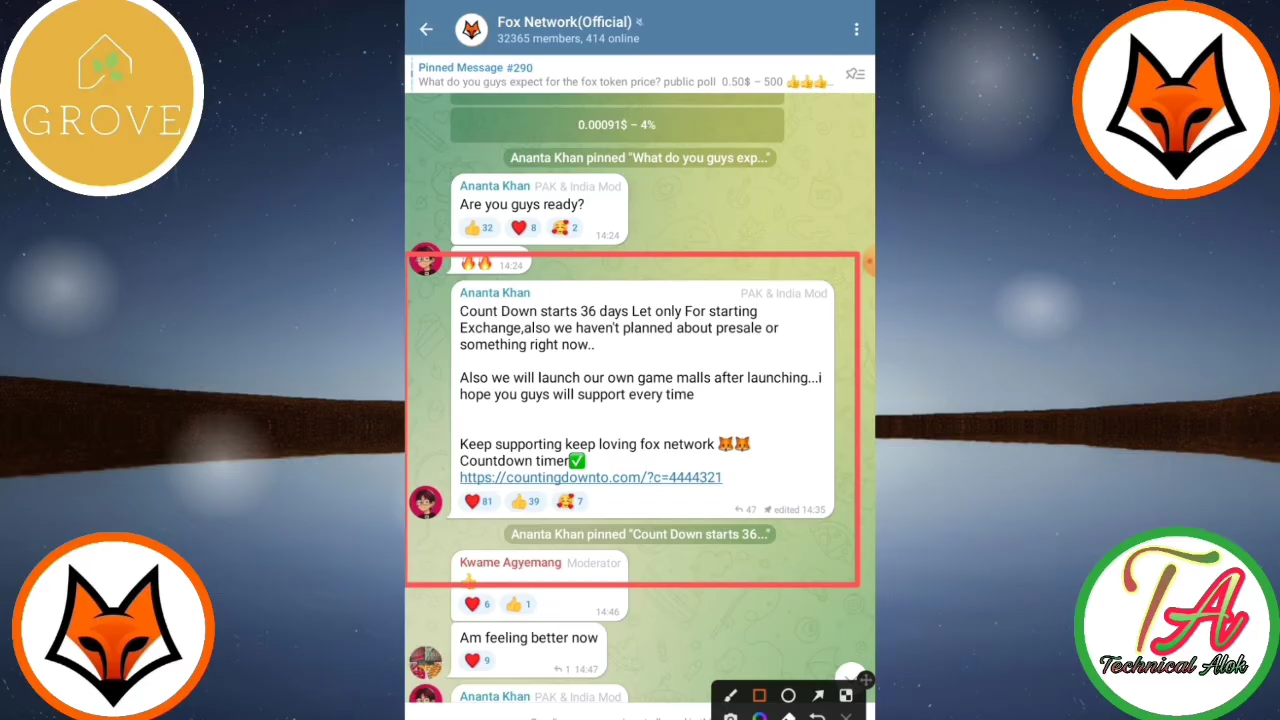 GROVE
Fox Network(Official)
32365 members, 414 online
Pinned Message #290
What do you guys expect for the fox token price? public poll 0.50$ – 500 👍👍👍...
0.00091$ – 4%
Ananta Khan pinned "What do you guys exp..."
Ananta Khan PAK & India Mod
Are you guys ready?
👍 32 ❤️ 8 🥰 2 14:24
🔥🔥 14:24
Ananta Khan PAK & India Mod
Count Down starts 36 days Let only For starting
Exchange,also we haven't planned about presale or
something right now..
Also we will launch our own game malls after launching...i
hope you guys will support every time
Keep supporting keep loving fox network 🦊🦊
Countdown timer✅
https://countingdownto.com/?c=4444321
❤️ 81 👍 39 🥰 7 47 edited 14:35
Ananta Khan pinned "Count Down starts 36..."
Kwame Agyemang Moderator
👍
❤️ 6 👍 1 14:46
Am feeling better now
❤️ 9 1 14:47
Ananta Khan PAK & India Mod
TA
Technical Alok